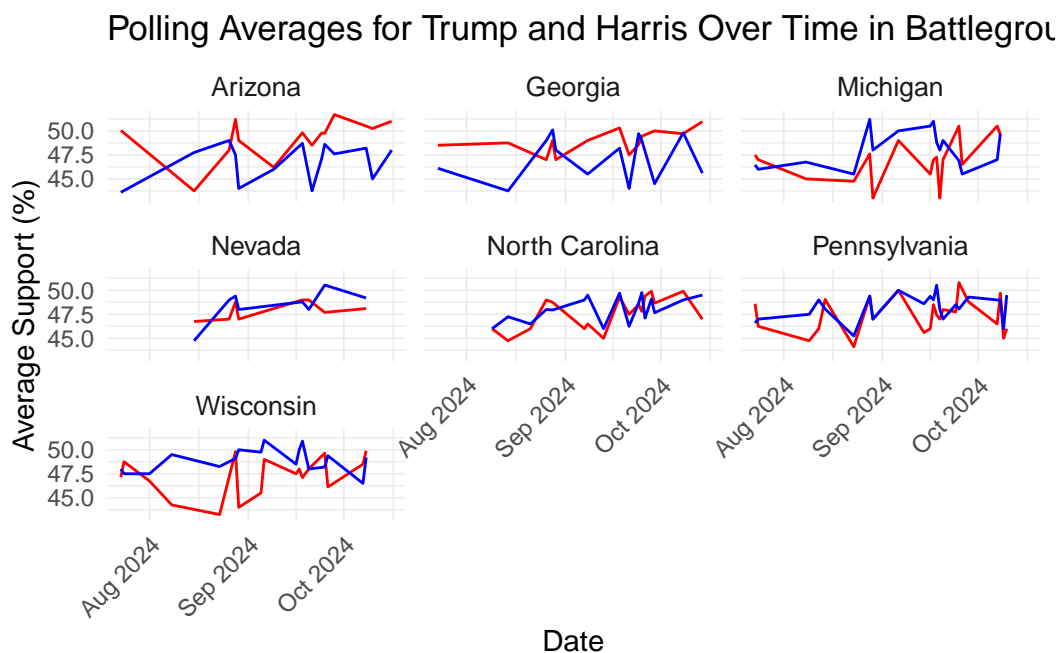 Polling Averages for Trump and Harris Over Time in Battlegrou
Arizona
Georgia
Michigan
50.0
47.5
45.0
Nevada
North Carolina
Pennsylvania
50.0
47.5
45.0
Wisconsin
50.0
47.5
45.0
Aug 2024
Sep 2024
Oct 2024
Aug 2024
Sep 2024
Oct 2024
Aug 2024
Sep 2024
Oct 2024
Average Support (%)
Date